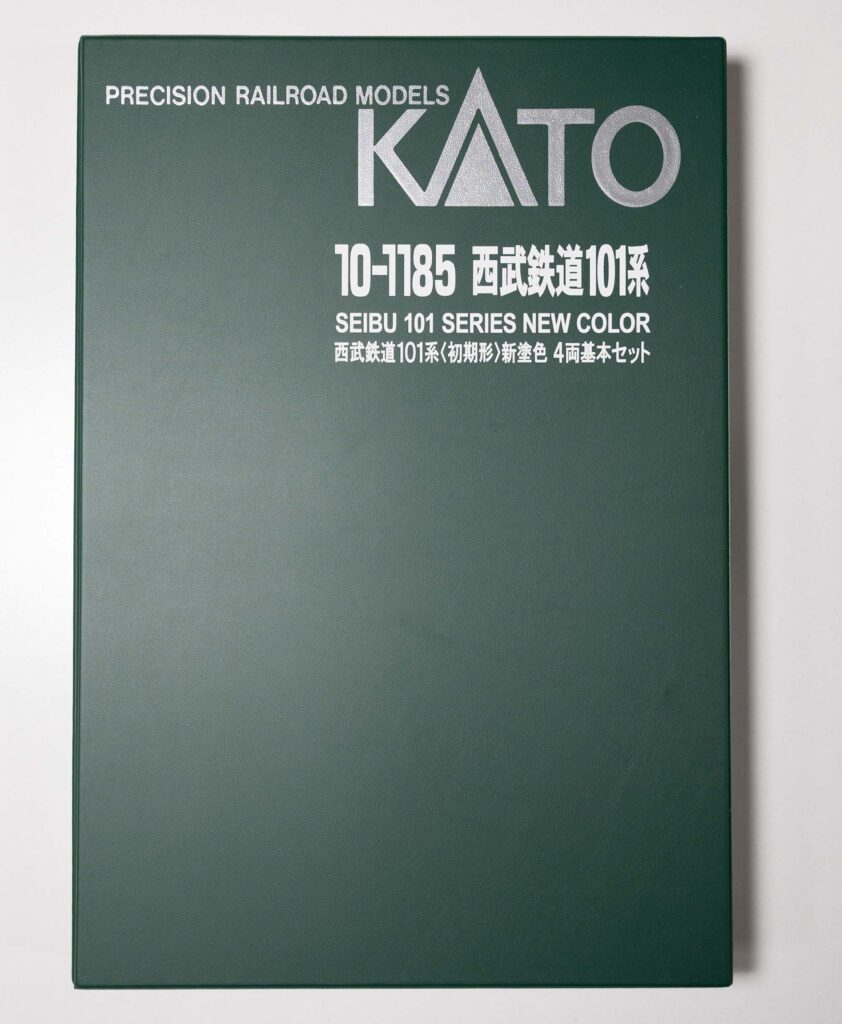 PRECISION RAILROAD MODELS
KATO
10-1185 西武鉄道101系
SEIBU 101 SERIES NEW COLOR
西武鉄道101系〈初期形〉新塗色 4両基本セット